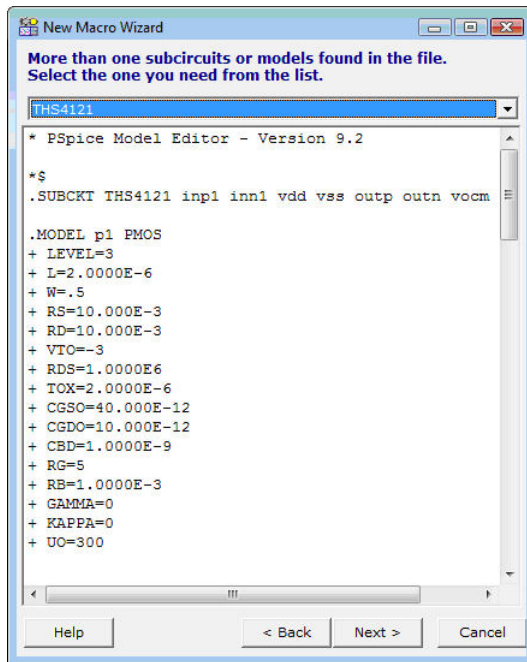 New Macro Wizard
More than one subcircuits or models found in the file.
Select the one you need from the list.
THS4121
* PSpice Model Editor - Version 9.2
*$
.SUBCKT THS4121 inp1 inn1 vdd vss outp outn vocm
.MODEL p1 PMOS
+ LEVEL=3
+ L=2.0000E-6
+ W=.5
+ RS=10.000E-3
+ RD=10.000E-3
+ VTO=-3
+ RDS=1.0000E6
+ TOX=2.0000E-6
+ CGSO=40.000E-12
+ CGDO=10.000E-12
+ CBD=1.0000E-9
+ RG=5
+ RB=1.0000E-3
+ GAMMA=0
+ KAPPA=0
+ UO=300
Help < Back Next > Cancel